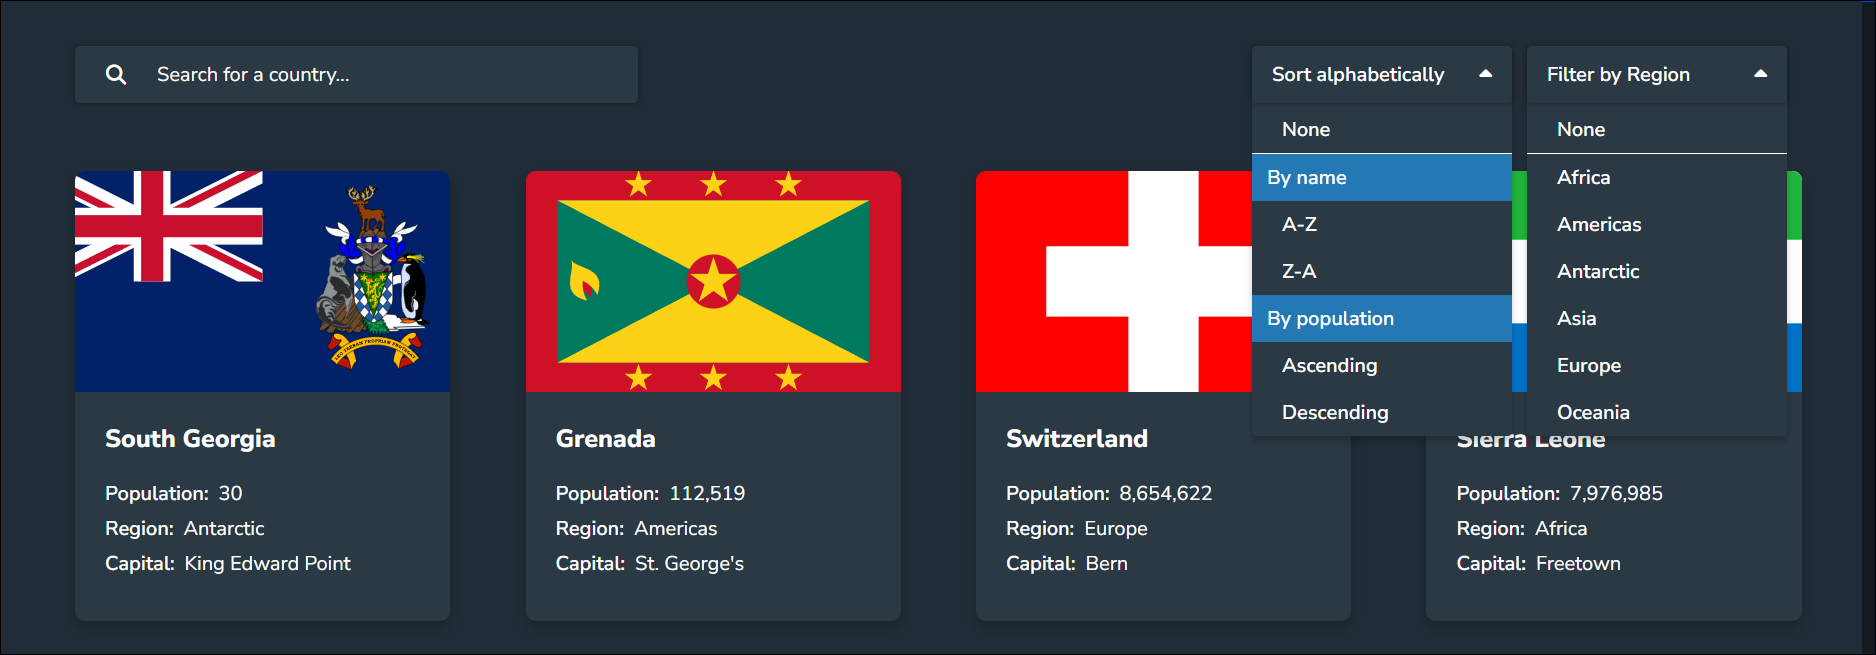 Search for a country...
Sort alphabetically
None
By name
A-Z
Z-A
By population
Ascending
Descending
Filter by Region
None
Africa
Americas
Antarctic
Asia
Europe
Oceania
South Georgia
Population: 30
Region: Antarctic
Capital: King Edward Point
Grenada
Population: 112,519
Region: Americas
Capital: St. George's
Switzerland
Population: 8,654,622
Region: Europe
Capital: Bern
Sierra Leone
Population: 7,976,985
Region: Africa
Capital: Freetown